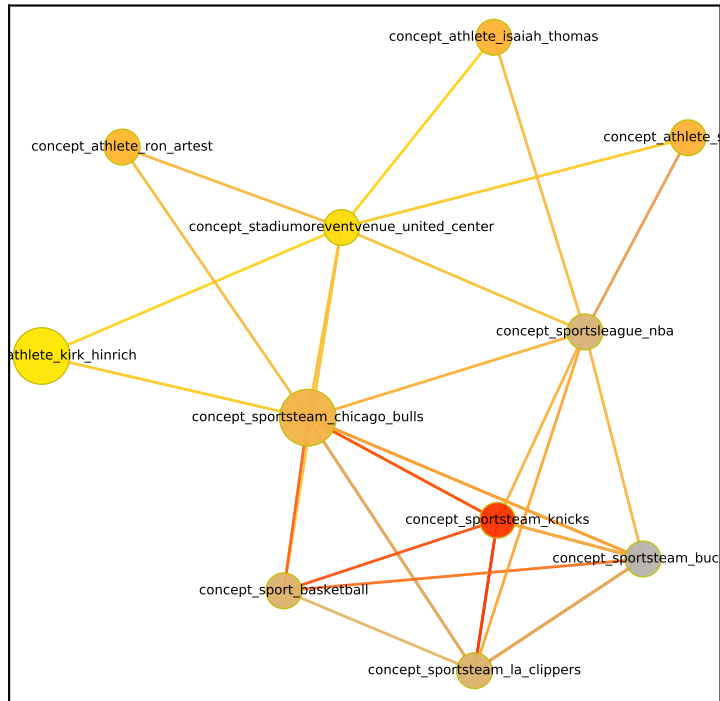 concept_athlete_isaiah_thomas
concept_athlete_s
concept_athlete_ron_artest
concept_stadiumoreventvenue_united_center
concept_sportsleague_nba
athlete_kirk_hinrich
concept_sportsteam_chicago_bulls
concept_sportsteam_knicks
concept_sportsteam_buc
concept_sport_basketball
concept_sportsteam_la_clippers